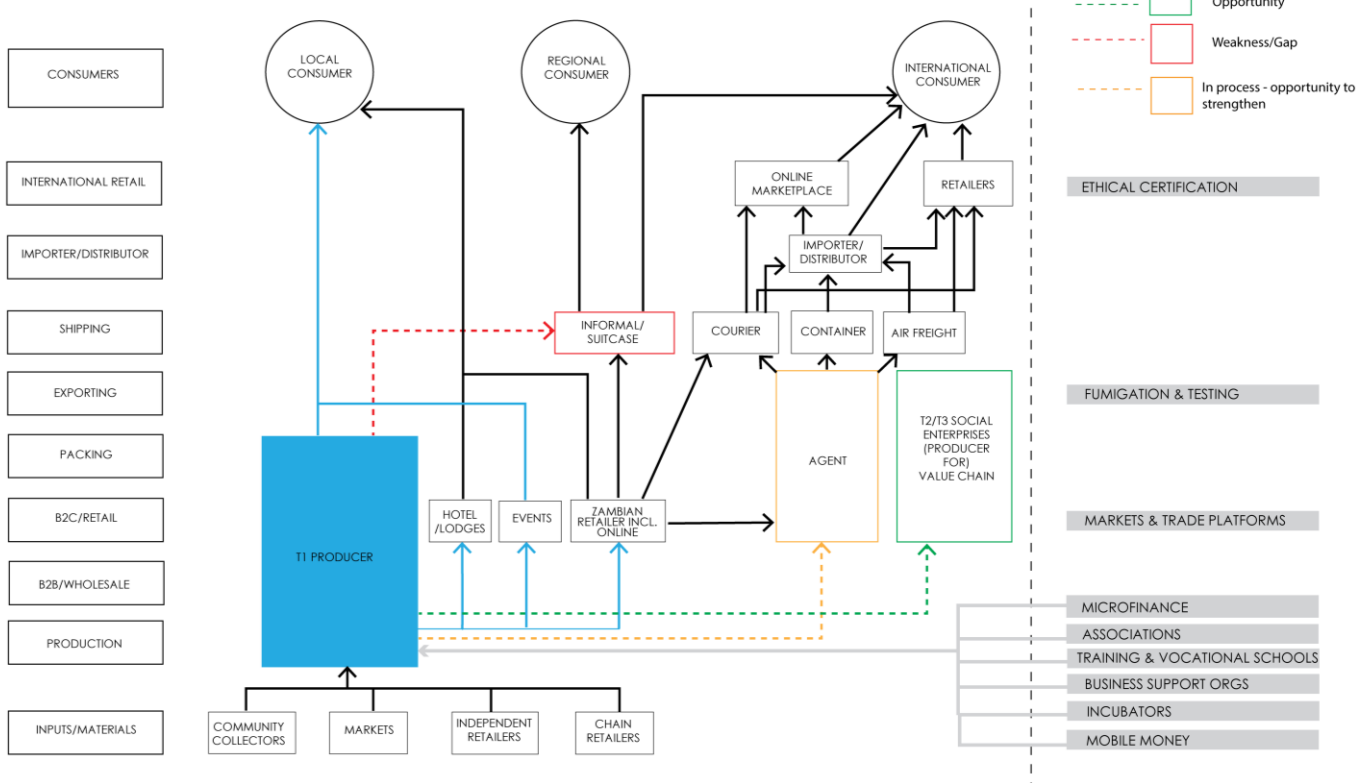 Opportunity
Weakness/Gap
In process - opportunity to
strengthen
CONSUMERS
LOCAL
CONSUMER
REGIONAL
CONSUMER
INTERNATIONAL
CONSUMER
INTERNATIONAL RETAIL
ONLINE
MARKETPLACE
RETAILERS
ETHICAL CERTIFICATION
IMPORTER/DISTRIBUTOR
IMPORTER/
DISTRIBUTOR
SHIPPING
INFORMAL/
SUITCASE
COURIER
CONTAINER
AIR FREIGHT
EXPORTING
FUMIGATION & TESTING
PACKING
AGENT
T2/T3 SOCIAL
ENTERPRISES
(PRODUCER
FOR)
VALUE CHAIN
B2C/RETAIL
HOTEL
/LODGES
EVENTS
ZAMBIAN
RETAILER INCL.
ONLINE
MARKETS & TRADE PLATFORMS
T1 PRODUCER
B2B/WHOLESALE
PRODUCTION
MICROFINANCE
ASSOCIATIONS
TRAINING & VOCATIONAL SCHOOLS
BUSINESS SUPPORT ORGS
INCUBATORS
MOBILE MONEY
INPUTS/MATERIALS
COMMUNITY
COLLECTORS
MARKETS
INDEPENDENT
RETAILERS
CHAIN
RETAILERS